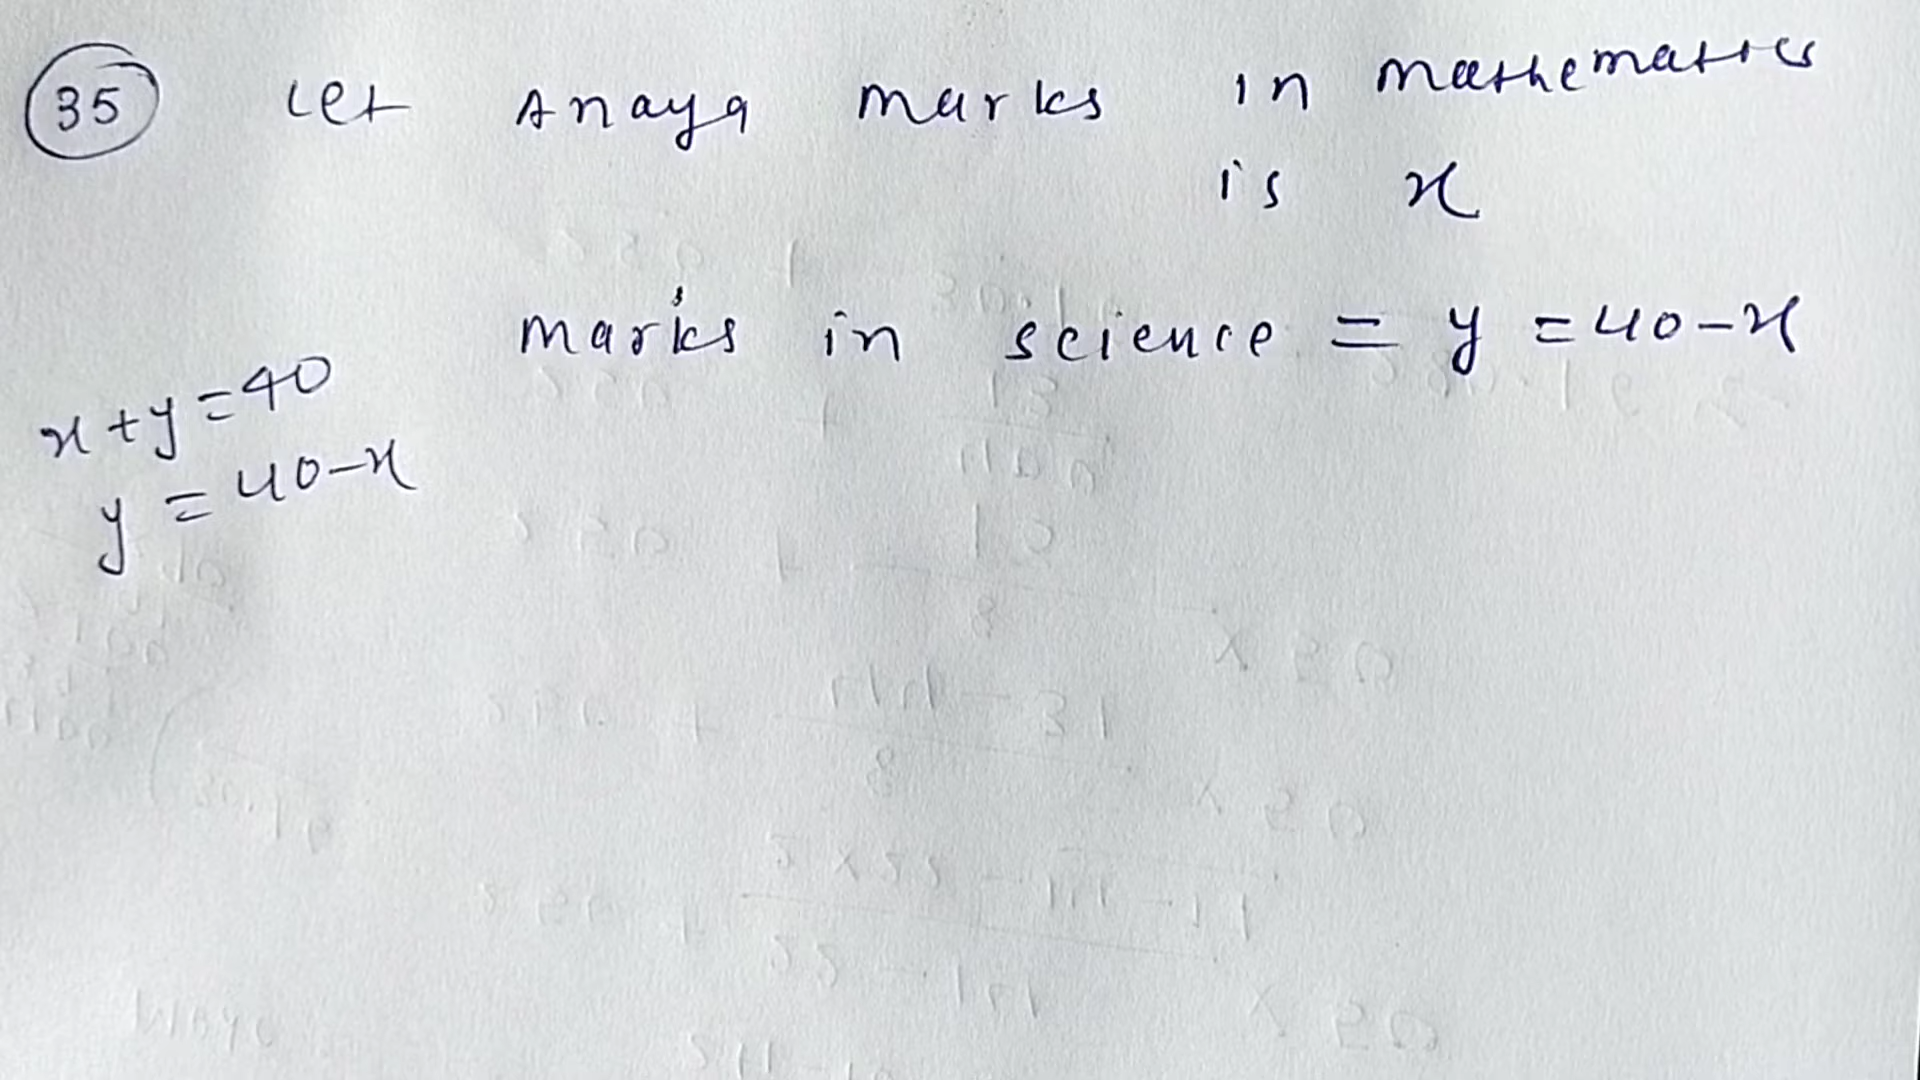 35 Let Anaya marks in mathematics
is x
marks in science = y = 40-x
x+y=40
y = 40-x